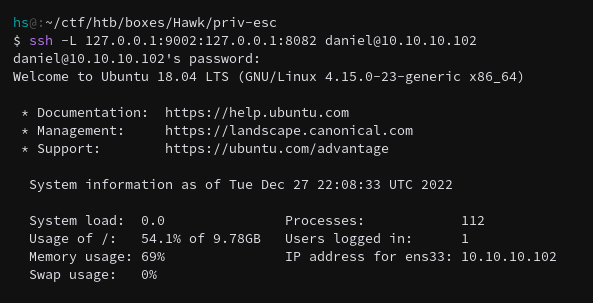 hs@:~/ctf/htb/boxes/Hawk/priv-esc
$ ssh -L 127.0.0.1:9002:127.0.0.1:8082 daniel@10.10.10.102
daniel@10.10.10.102's password:
Welcome to Ubuntu 18.04 LTS (GNU/Linux 4.15.0-23-generic x86_64)

 * Documentation:  https://help.ubuntu.com
 * Management:     https://landscape.canonical.com
 * Support:        https://ubuntu.com/advantage

  System information as of Tue Dec 27 22:08:33 UTC 2022

  System load:  0.0               Processes:            112
  Usage of /:   54.1% of 9.78GB   Users logged in:      1
  Memory usage: 69%               IP address for ens33: 10.10.10.102
  Swap usage:   0%